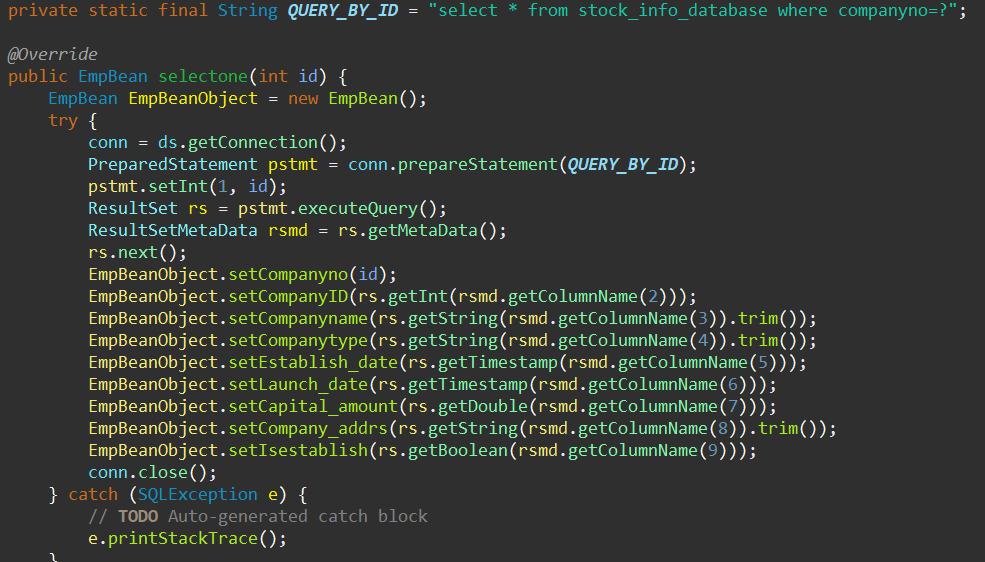 private static final String QUERY_BY_ID = "select * from stock_info_database where companyno=?";
@Override
public EmpBean selectone(int id) {
EmpBean EmpBeanObject = new EmpBean();
try {
conn = ds.getConnection();
PreparedStatement pstmt = conn.prepareStatement(QUERY_BY_ID);
pstmt.setInt(1, id);
ResultSet rs = pstmt.executeQuery();
ResultSetMetaData rsmd = rs.getMetaData();
rs.next();
EmpBeanObject.setCompanyno(id);
EmpBeanObject.setCompanyID(rs.getInt(rsmd.getColumnName(2)));
EmpBeanObject.setCompanyname(rs.getString(rsmd.getColumnName(3)).trim());
EmpBeanObject.setCompanytype(rs.getString(rsmd.getColumnName(4)).trim());
EmpBeanObject.setEstablish_date(rs.getTimestamp(rsmd.getColumnName(5)));
EmpBeanObject.setLaunch_date(rs.getTimestamp(rsmd.getColumnName(6)));
EmpBeanObject.setCapital_amount(rs.getDouble(rsmd.getColumnName(7)));
EmpBeanObject.setCompany_addrs(rs.getString(rsmd.getColumnName(8)).trim());
EmpBeanObject.setIsestablish(rs.getBoolean(rsmd.getColumnName(9)));
conn.close();
} catch (SQLException e) {
// TODO Auto-generated catch block
e.printStackTrace();
}